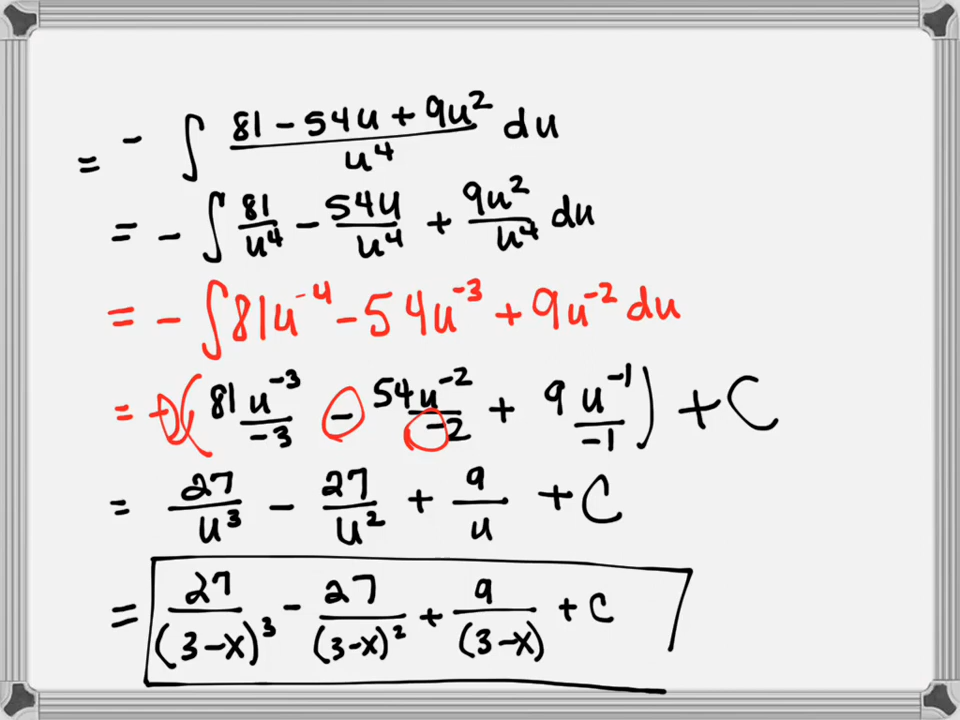 = - ∫ (81 - 54u + 9u²)/u⁴ du
= - ∫ 81/u⁴ - 54u/u⁴ + 9u²/u⁴ du
= - ∫ 81u⁻⁴ - 54u⁻³ + 9u⁻² du
= -( 81u⁻³/-3 - 54u⁻²/-2 + 9u⁻¹/-1 ) + C
= 27/u³ - 27/u² + 9/u + C
= 27/(3-x)³ - 27/(3-x)² + 9/(3-x) + C